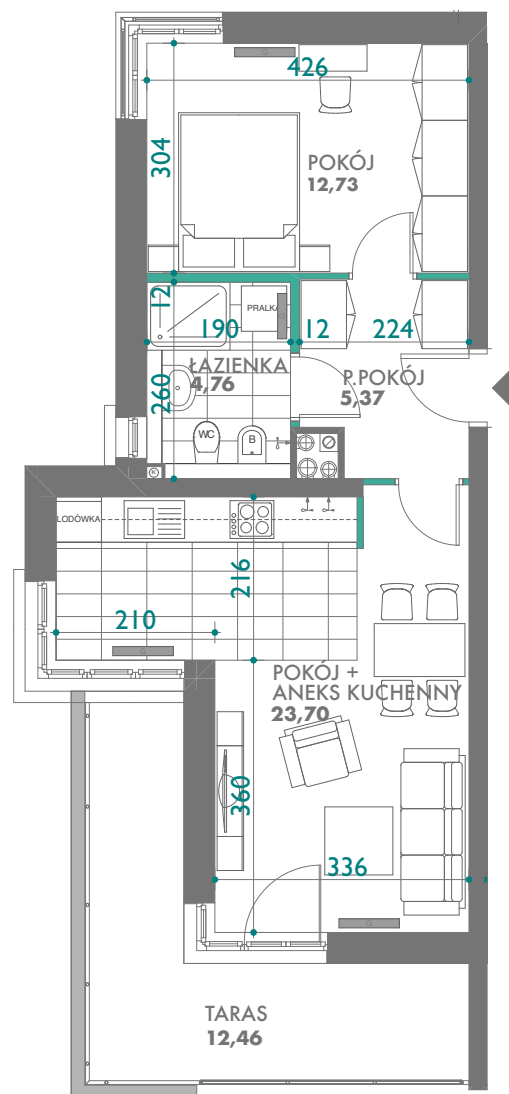 G
426
304
POKÓJ
12,73
12
PRALKA
G
190
12
224
ŁAZIENKA
4,76
260
P.POKÓJ
5,37
WC
B
K
LODÓWKA
216
210
G
POKÓJ +
ANEKS KUCHENNY
23,70
360
336
G
TARAS
12,46